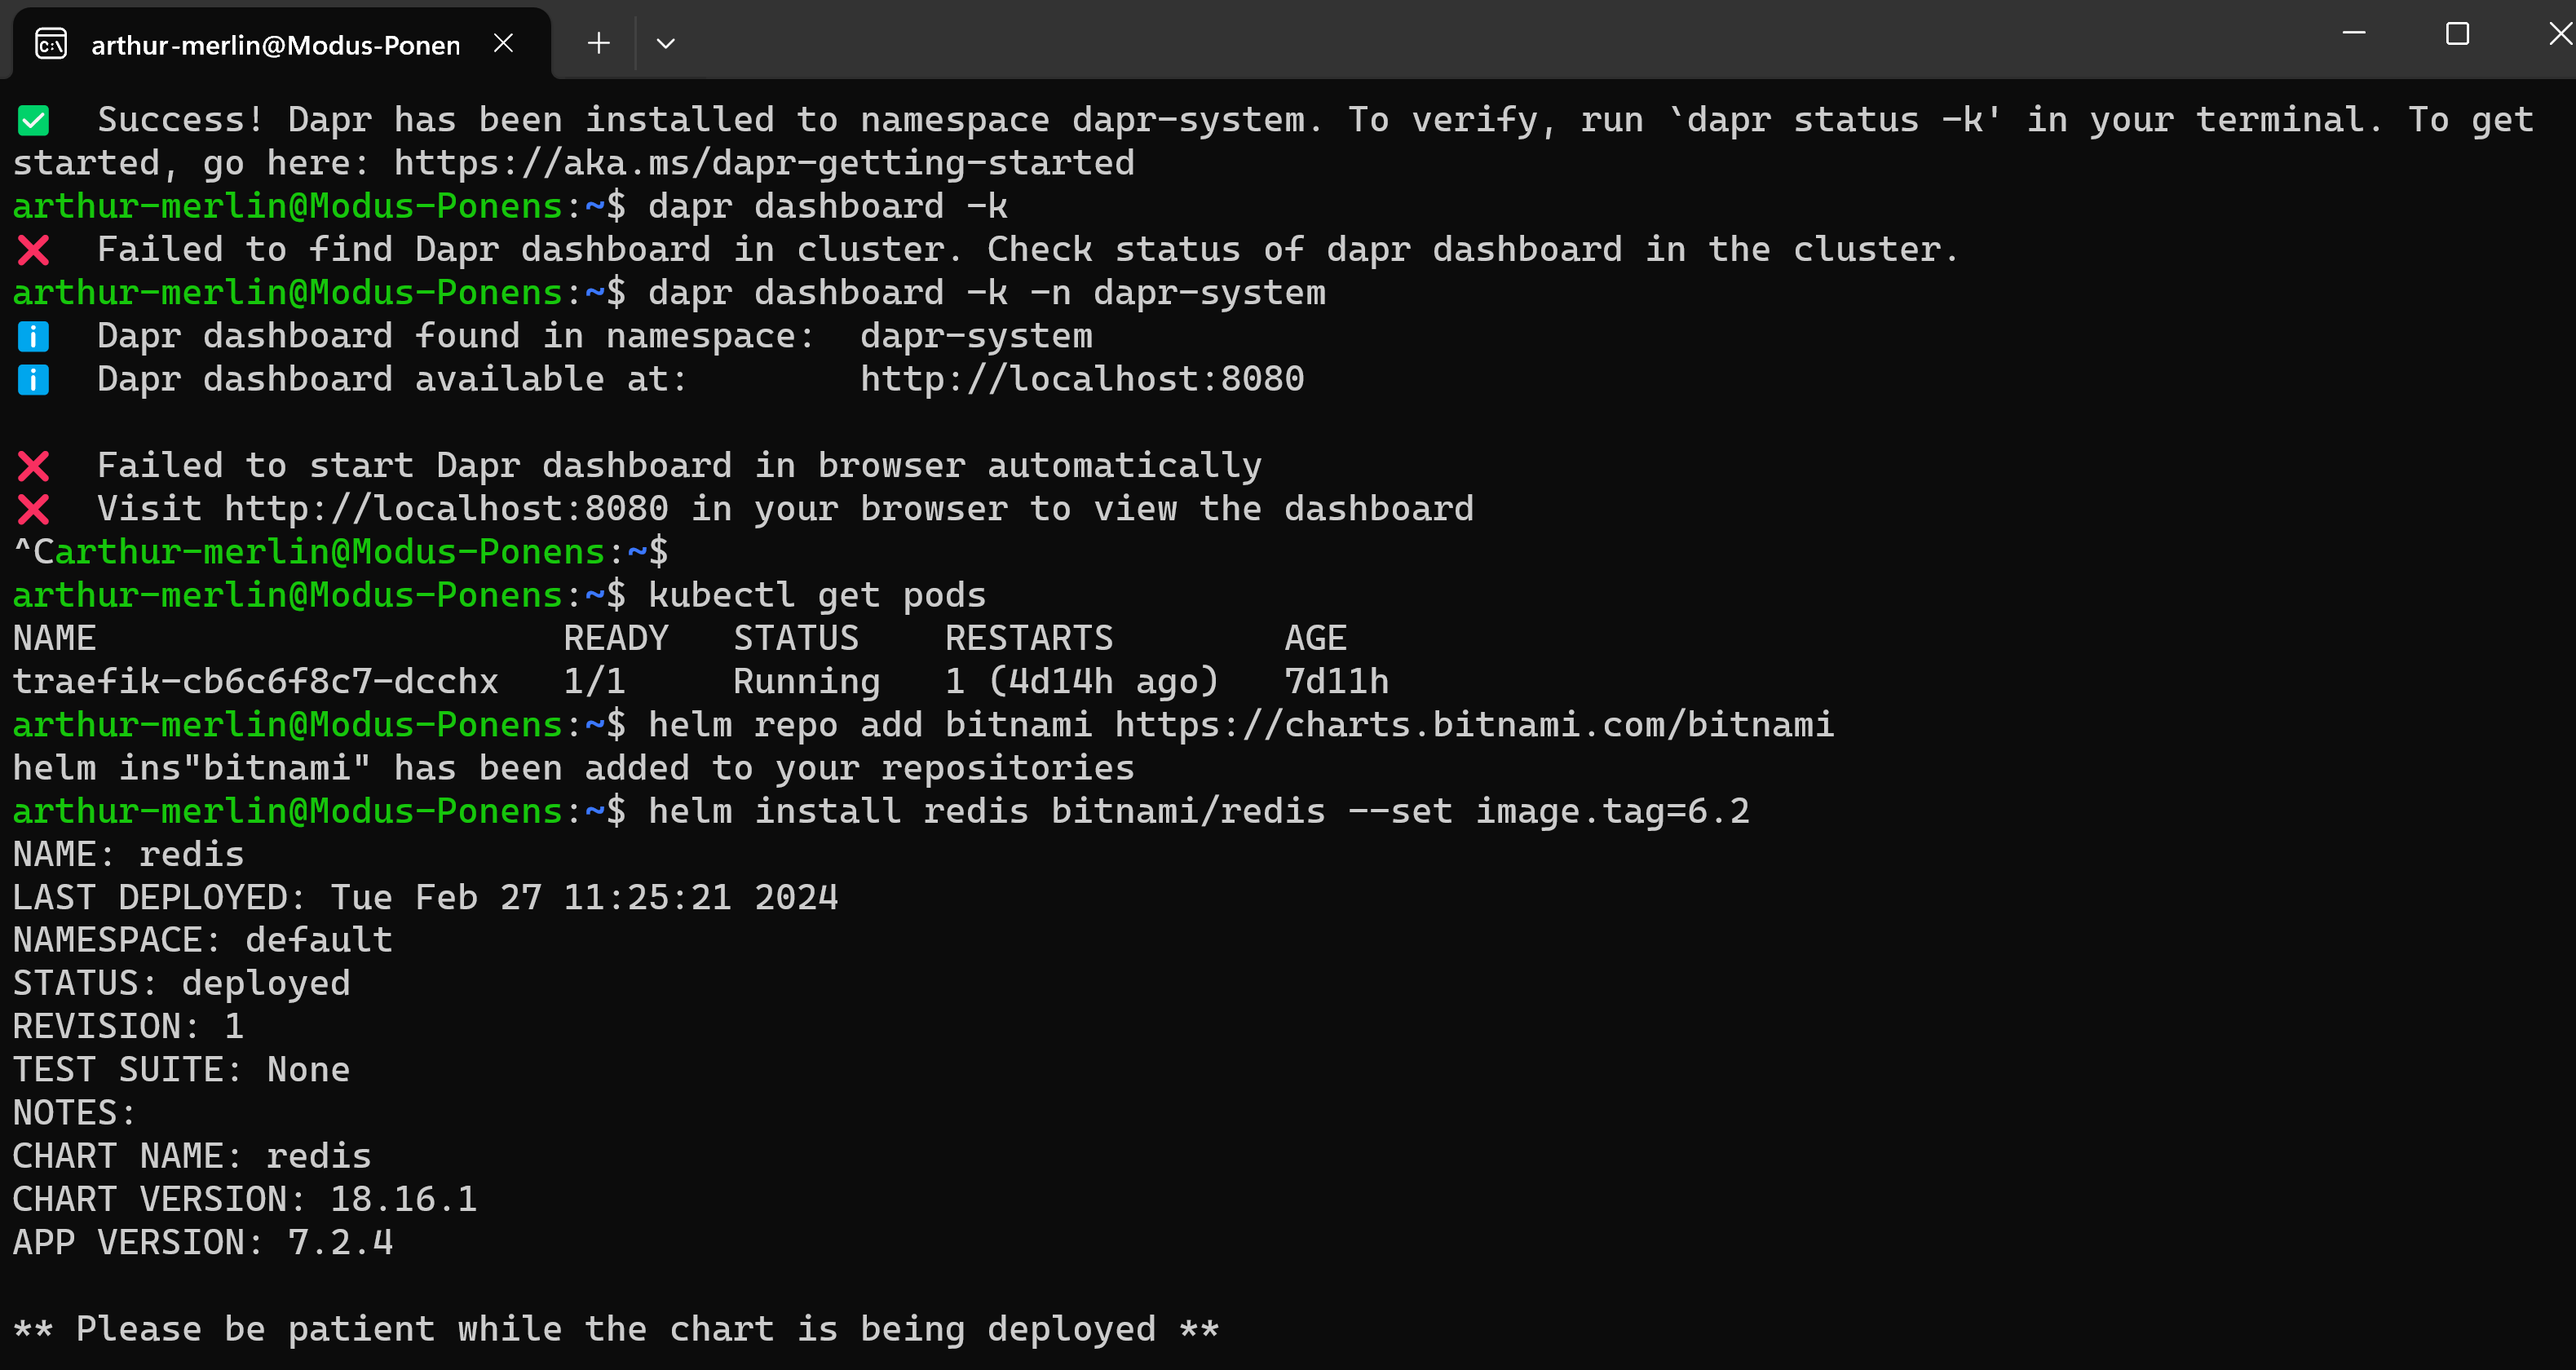 arthur-merlin@Modus-Ponen
✅ Success! Dapr has been installed to namespace dapr-system. To verify, run `dapr status -k' in your terminal. To get
started, go here: https://aka.ms/dapr-getting-started
arthur-merlin@Modus-Ponens:~$ dapr dashboard -k
❌ Failed to find Dapr dashboard in cluster. Check status of dapr dashboard in the cluster.
arthur-merlin@Modus-Ponens:~$ dapr dashboard -k -n dapr-system
ℹ️ Dapr dashboard found in namespace:  dapr-system
ℹ️ Dapr dashboard available at:        http://localhost:8080
❌ Failed to start Dapr dashboard in browser automatically
❌ Visit http://localhost:8080 in your browser to view the dashboard
^Carthur-merlin@Modus-Ponens:~$
arthur-merlin@Modus-Ponens:~$ kubectl get pods
NAME                      READY   STATUS    RESTARTS        AGE
traefik-cb6c6f8c7-dcchx   1/1     Running   1 (4d14h ago)   7d11h
arthur-merlin@Modus-Ponens:~$ helm repo add bitnami https://charts.bitnami.com/bitnami
helm ins"bitnami" has been added to your repositories
arthur-merlin@Modus-Ponens:~$ helm install redis bitnami/redis --set image.tag=6.2
NAME: redis
LAST DEPLOYED: Tue Feb 27 11:25:21 2024
NAMESPACE: default
STATUS: deployed
REVISION: 1
TEST SUITE: None
NOTES:
CHART NAME: redis
CHART VERSION: 18.16.1
APP VERSION: 7.2.4
** Please be patient while the chart is being deployed **